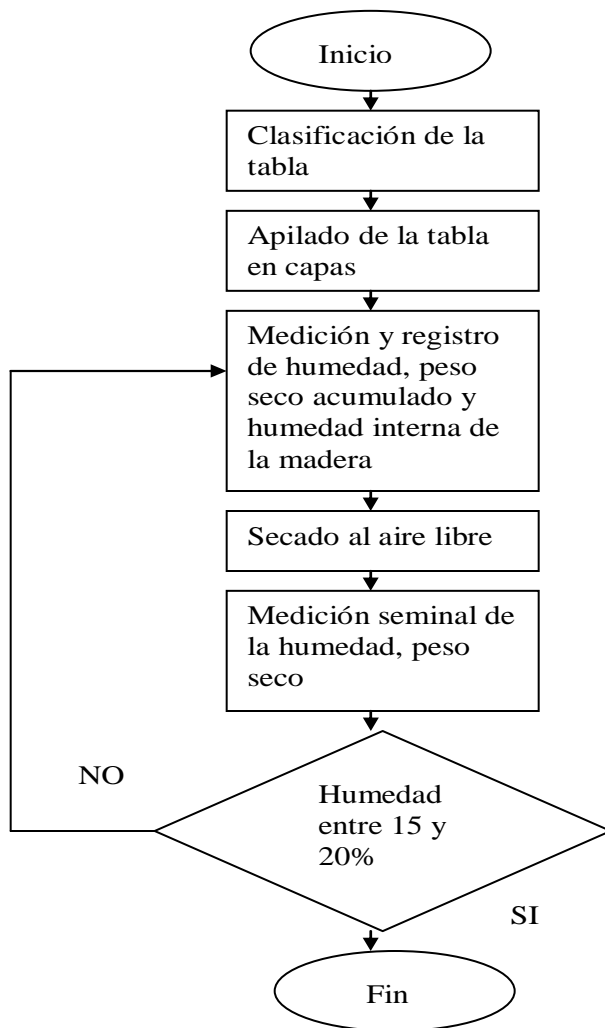 Inicio
Clasificación de la
tabla
Apilado de la tabla
en capas
Medición y registro
de humedad, peso
seco acumulado y
humedad interna de
la madera
Secado al aire libre
Medición seminal de
la humedad, peso
seco
NO
Humedad
entre 15 y
20%
SI
Fin